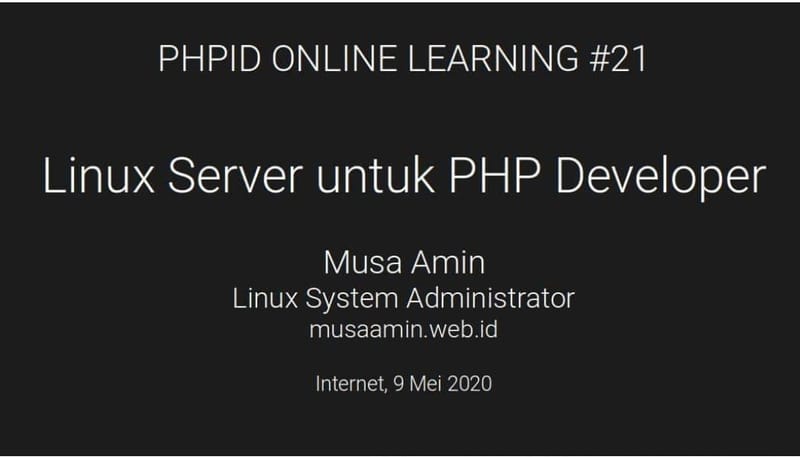 PHPID ONLINE LEARNING #21
Linux Server untuk PHP Developer
Musa Amin
Linux System Administrator
musaamin.web.id
Internet, 9 Mei 2020